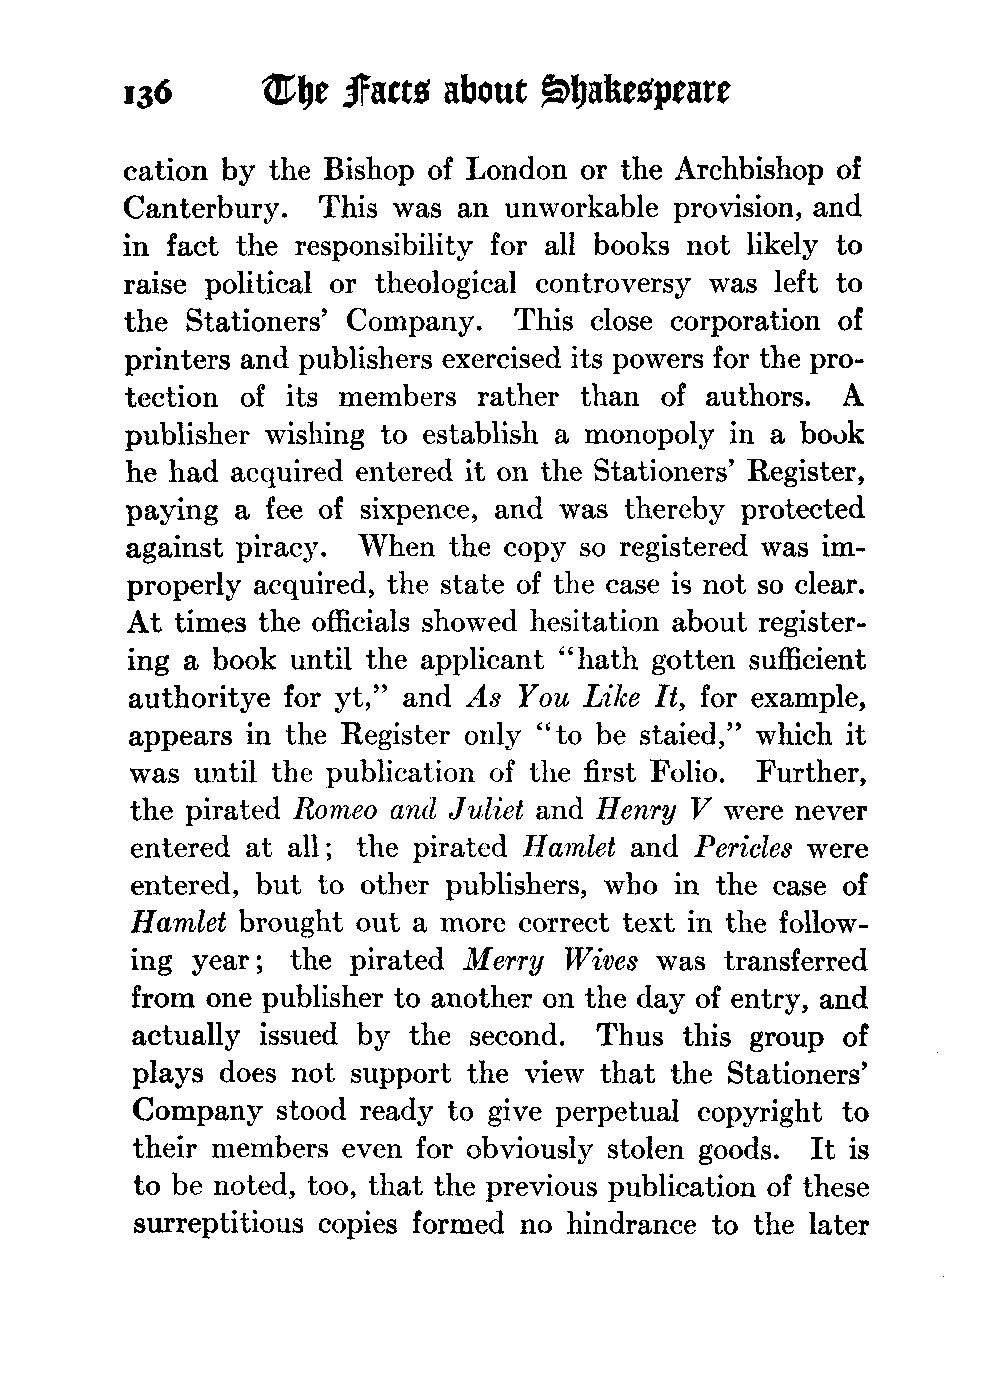 136 The Facts about Shakespeare
cation by the Bishop of London or the Archbishop of
Canterbury. This was an unworkable provision, and
in fact the responsibility for all books not likely to
raise political or theological controversy was left to
the Stationers' Company. This close corporation of
printers and publishers exercised its powers for the pro-
tection of its members rather than of authors. A
publisher wishing to establish a monopoly in a book
he had acquired entered it on the Stationers' Register,
paying a fee of sixpence, and was thereby protected
against piracy. When the copy so registered was im-
properly acquired, the state of the case is not so clear.
At times the officials showed hesitation about register-
ing a book until the applicant "hath gotten sufficient
authoritye for yt," and As You Like It, for example,
appears in the Register only "to be staied," which it
was until the publication of the first Folio. Further,
the pirated Romeo and Juliet and Henry V were never
entered at all; the pirated Hamlet and Pericles were
entered, but to other publishers, who in the case of
Hamlet brought out a more correct text in the follow-
ing year; the pirated Merry Wives was transferred
from one publisher to another on the day of entry, and
actually issued by the second. Thus this group of
plays does not support the view that the Stationers'
Company stood ready to give perpetual copyright to
their members even for obviously stolen goods. It is
to be noted, too, that the previous publication of these
surreptitious copies formed no hindrance to the later